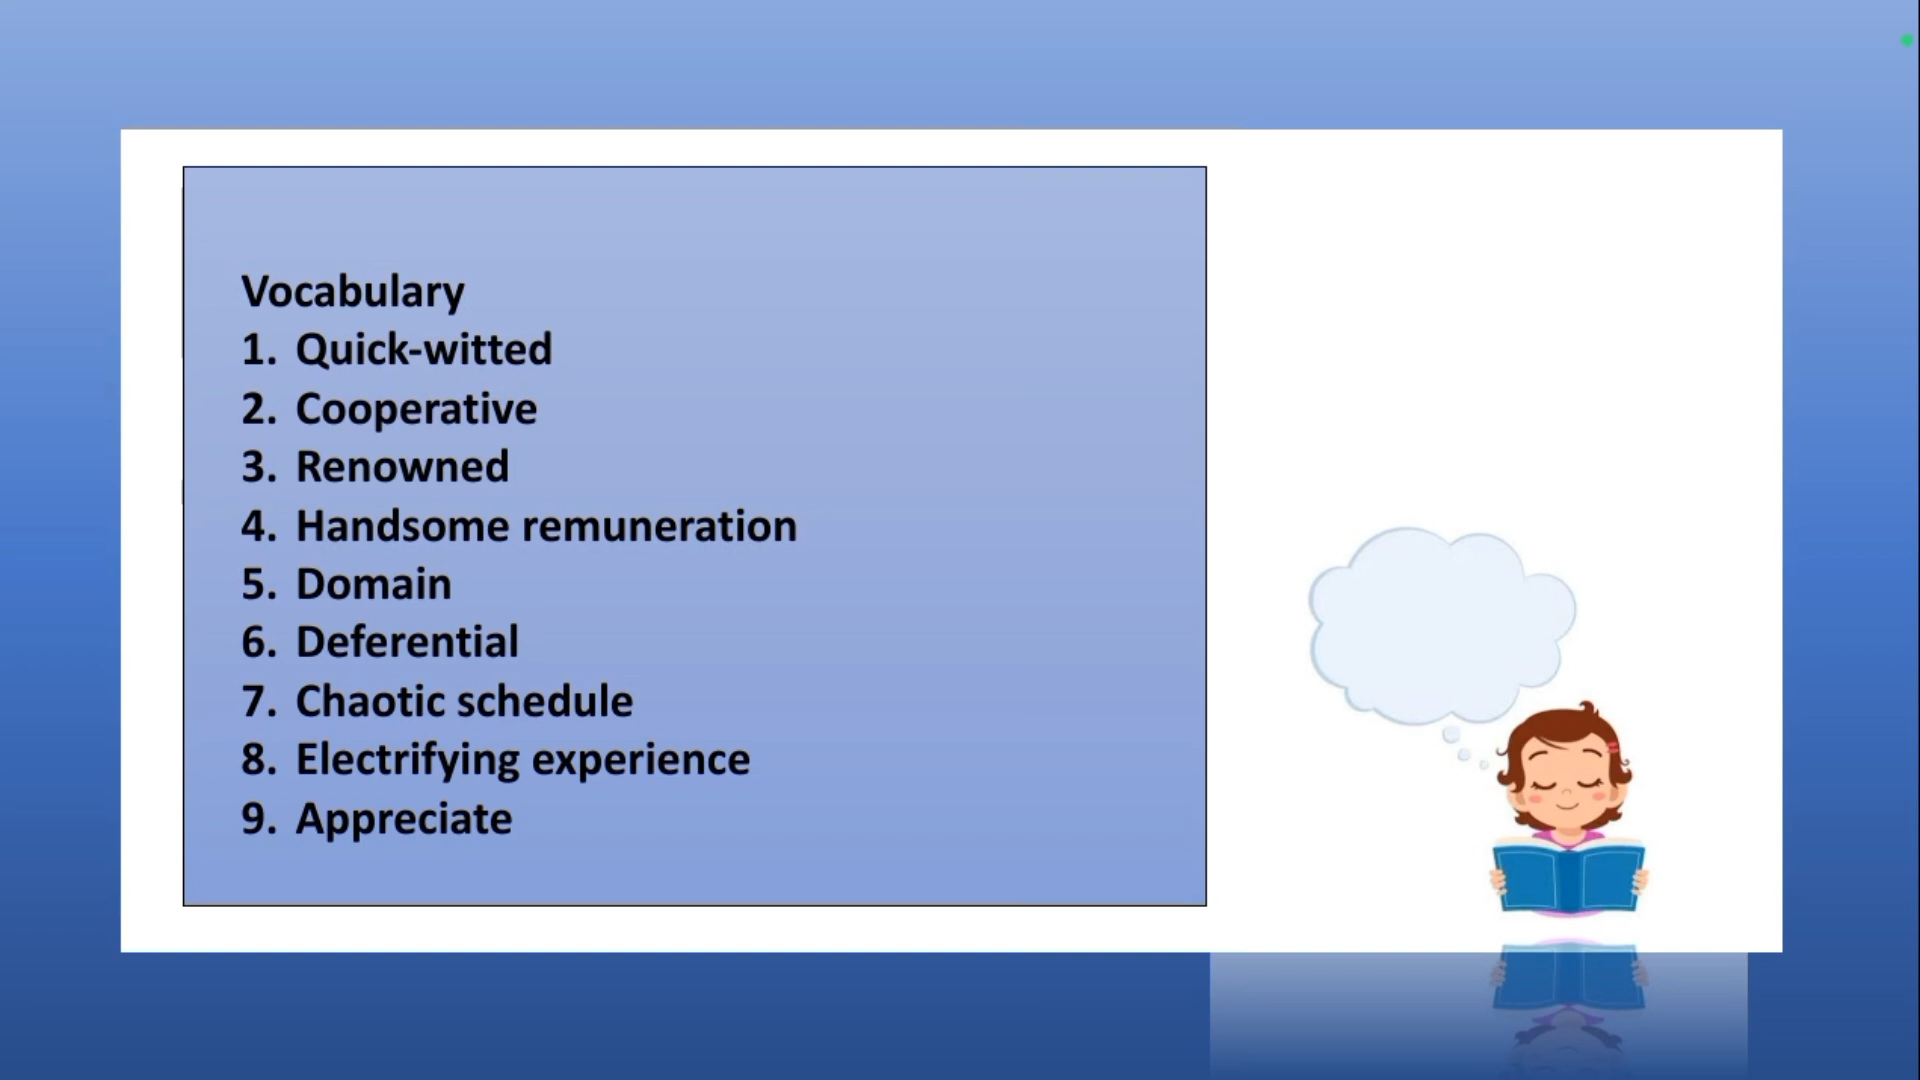 Vocabulary
1. Quick-witted
2. Cooperative
3. Renowned
4. Handsome remuneration
5. Domain
6. Deferential
7. Chaotic schedule
8. Electrifying experience
9. Appreciate